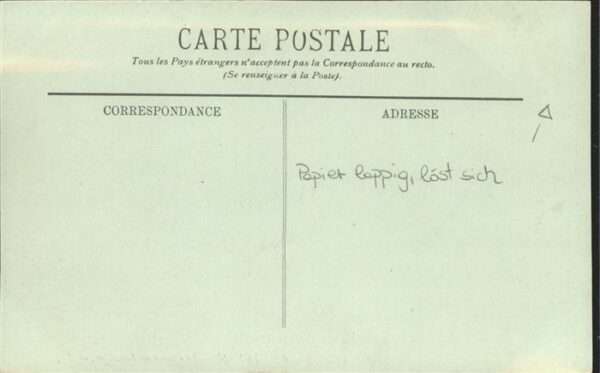 CARTE POSTALE
Tous les Pays étrangers n'acceptent pas la Correspondance au recto.
(Se renseigner à la Poste).
CORRESPONDANCE
ADRESSE
Papier lappig, löst sich